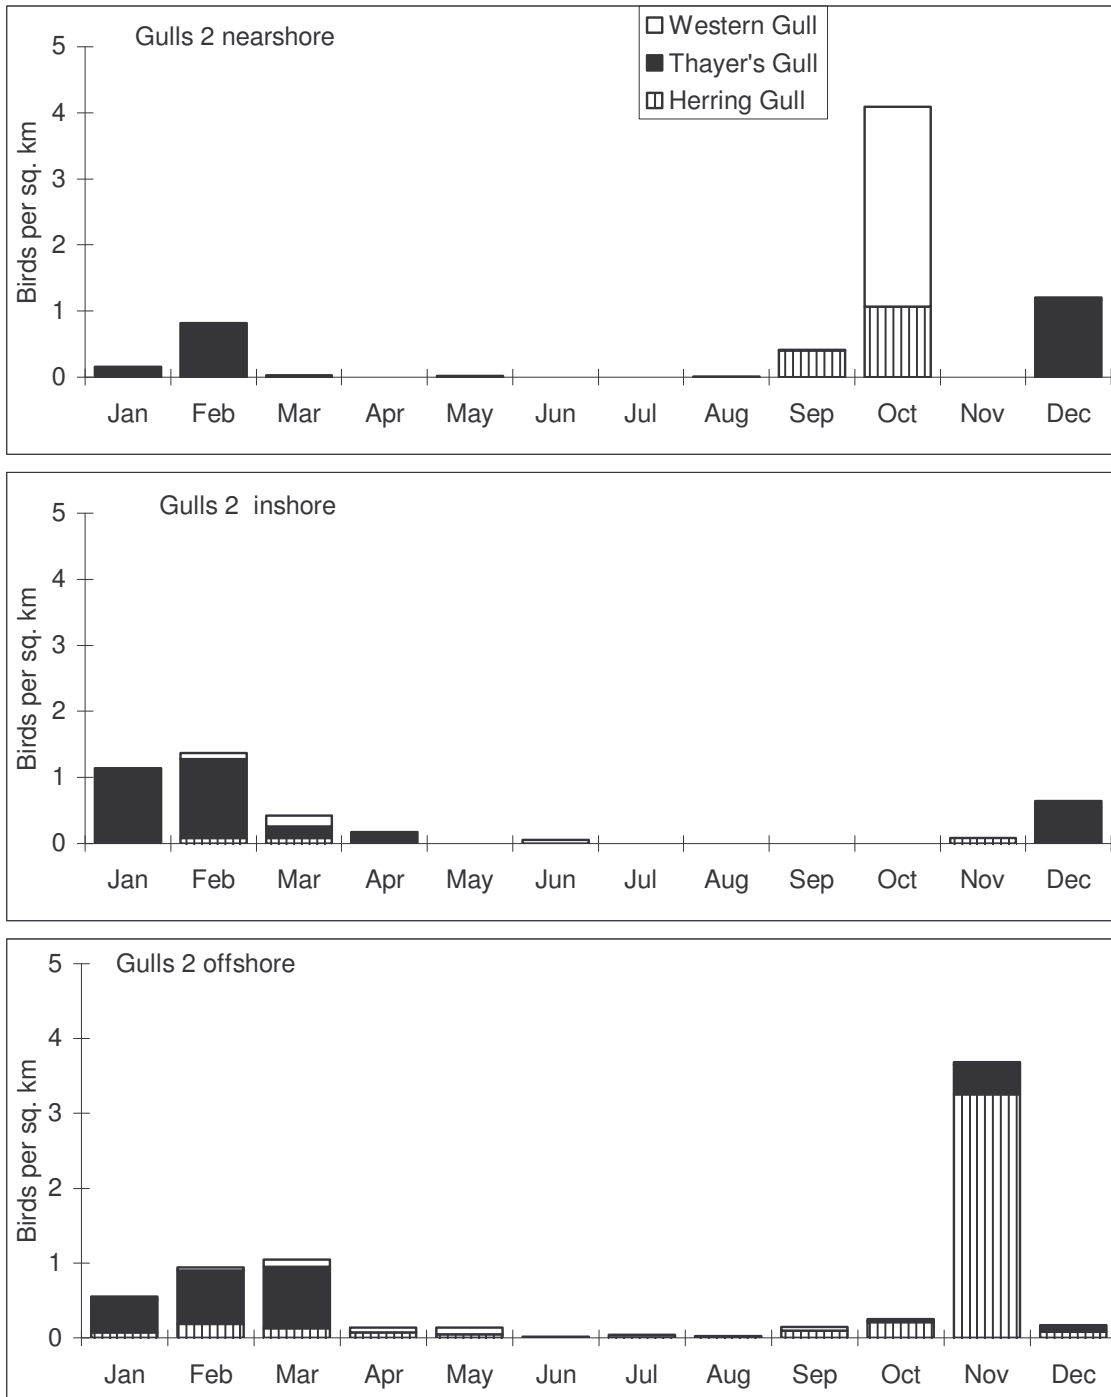 Gulls 2 nearshore
Western Gull
Thayer's Gull
Herring Gull
Birds per sq. km
5
4
3
2
1
0
Jan Feb Mar Apr May Jun Jul Aug Sep Oct Nov Dec
Gulls 2 inshore
Birds per sq. km
5
4
3
2
1
0
Jan Feb Mar Apr May Jun Jul Aug Sep Oct Nov Dec
Gulls 2 offshore
Birds per sq. km
5
4
3
2
1
0
Jan Feb Mar Apr May Jun Jul Aug Sep Oct Nov Dec